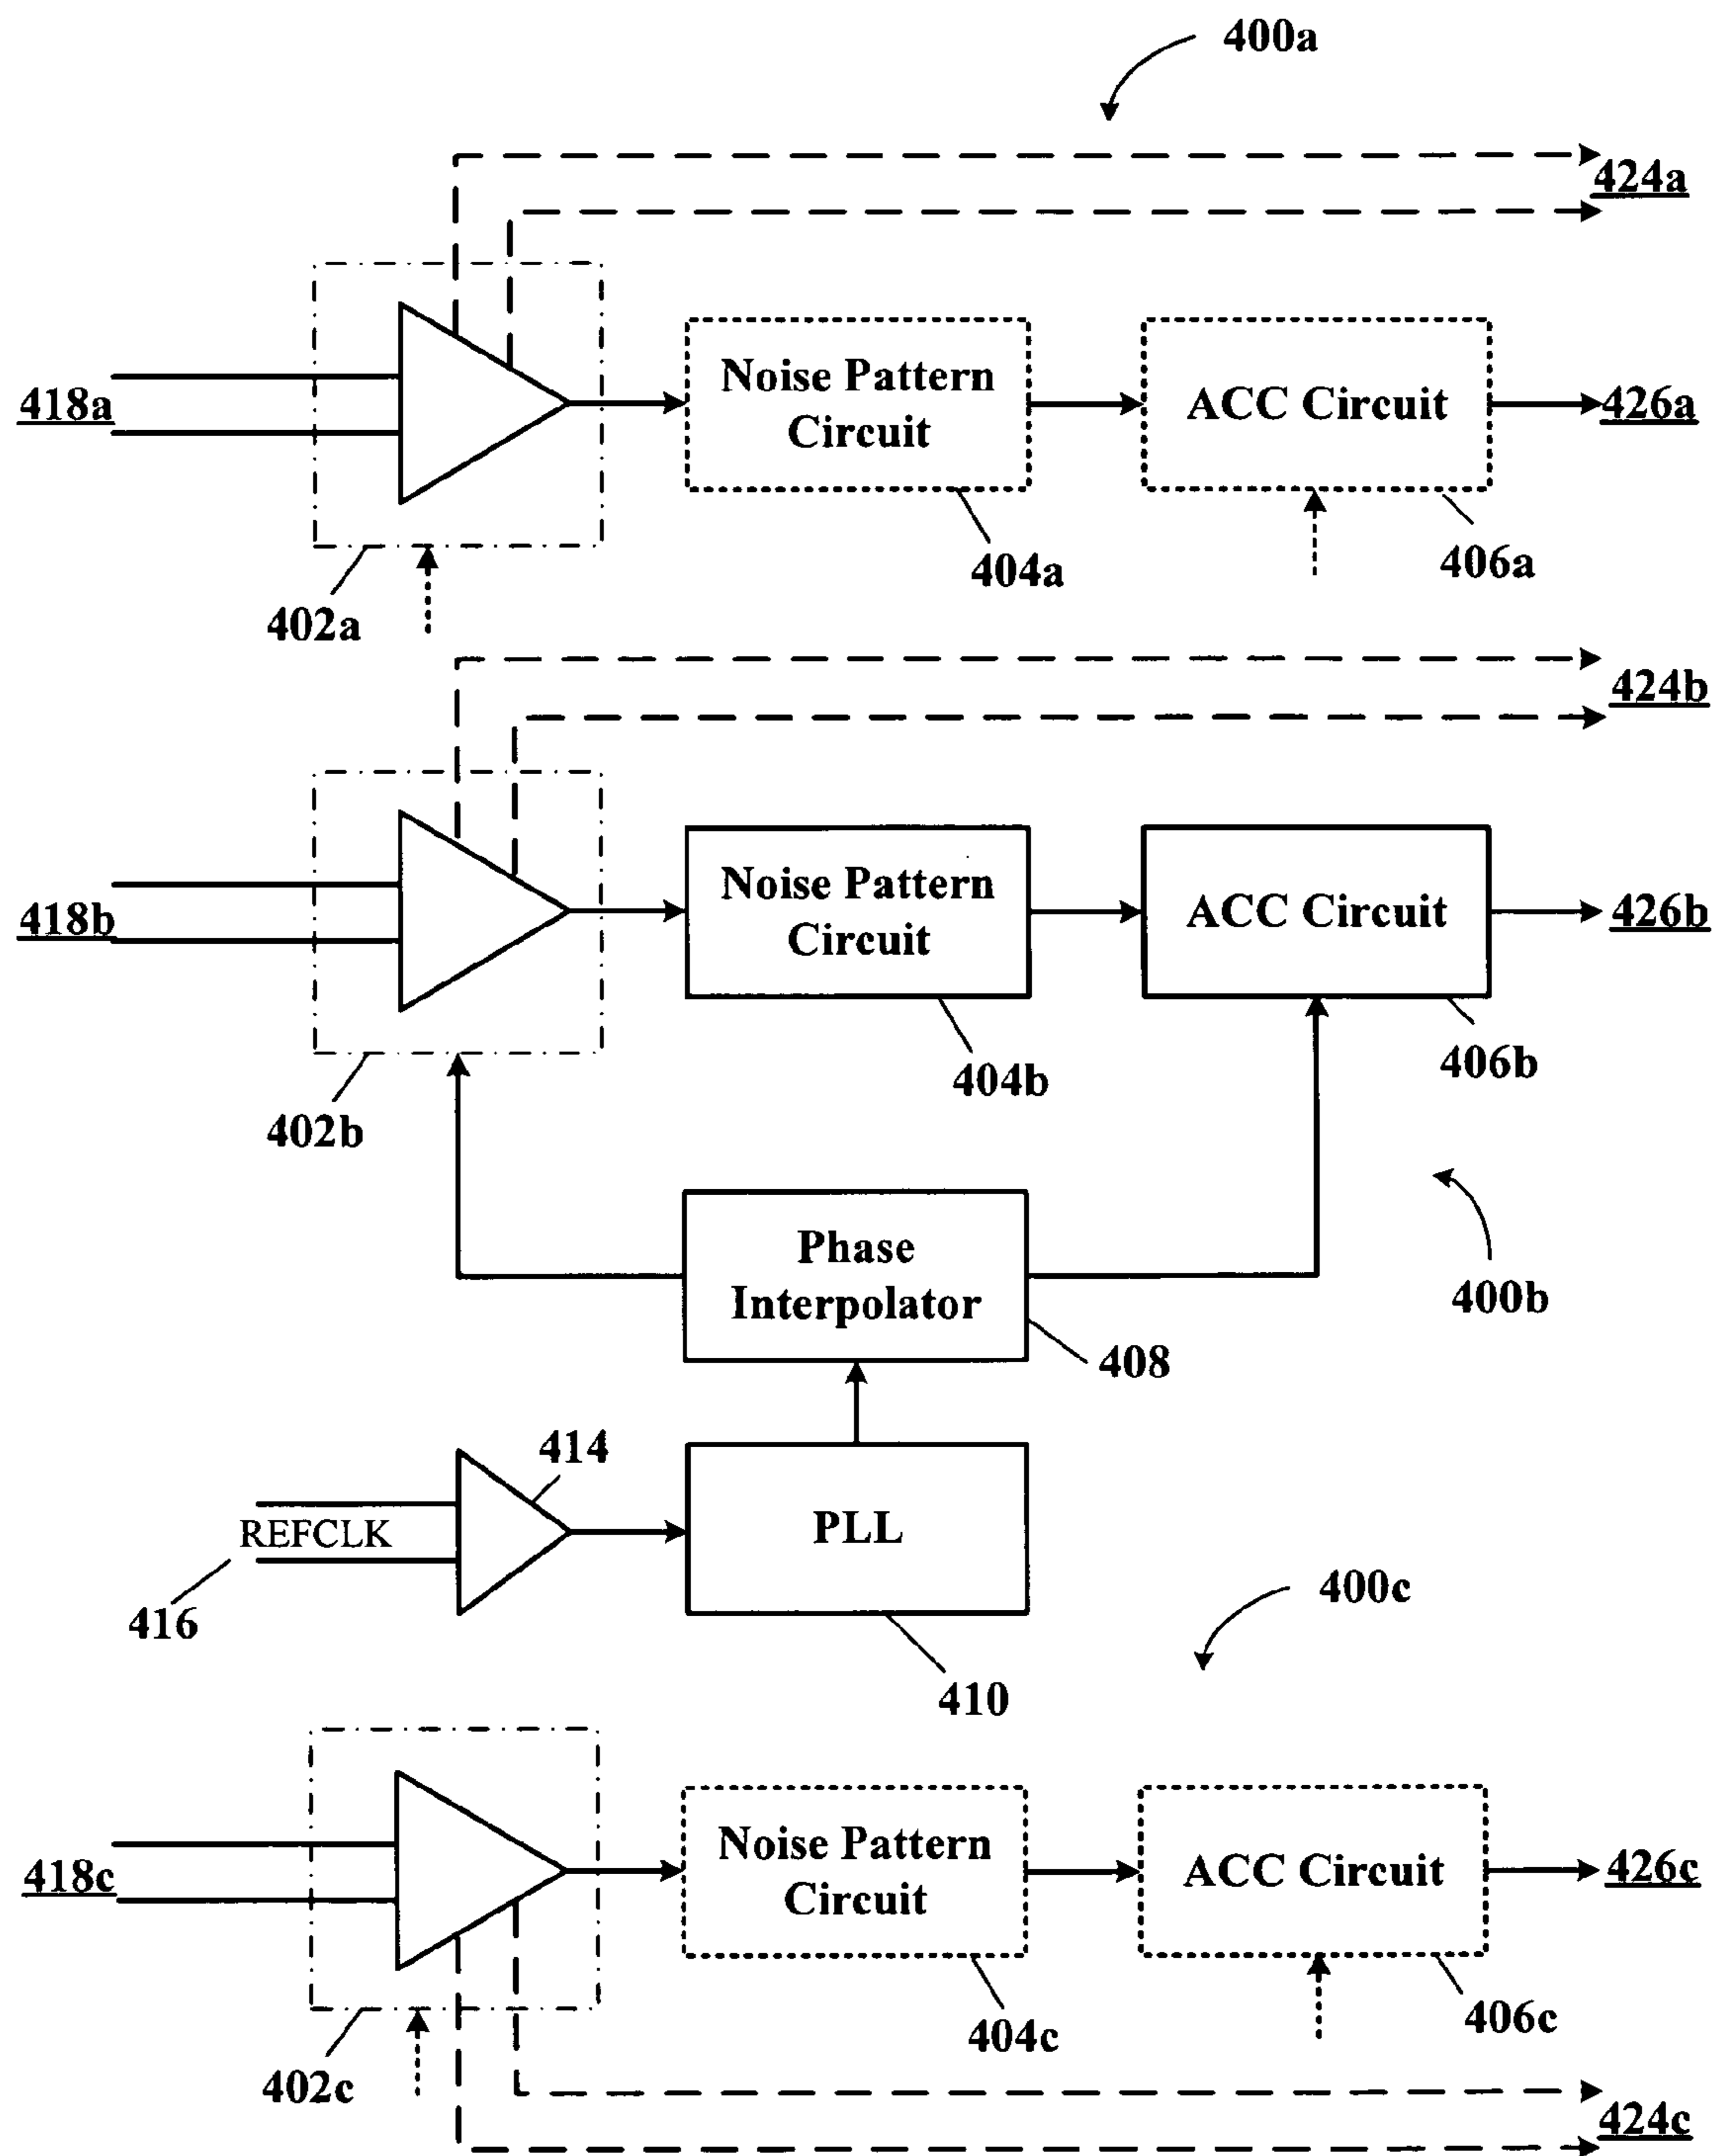 400a
424a
418a
Noise Pattern
Circuit
ACC Circuit
426a
404a
406a
402a
424b
418b
Noise Pattern
Circuit
ACC Circuit
426b
404b
406b
402b
Phase
Interpolator
400b
408
414
REFCLK
PLL
416
400c
410
418c
Noise Pattern
Circuit
ACC Circuit
426c
404c
406c
402c
424c